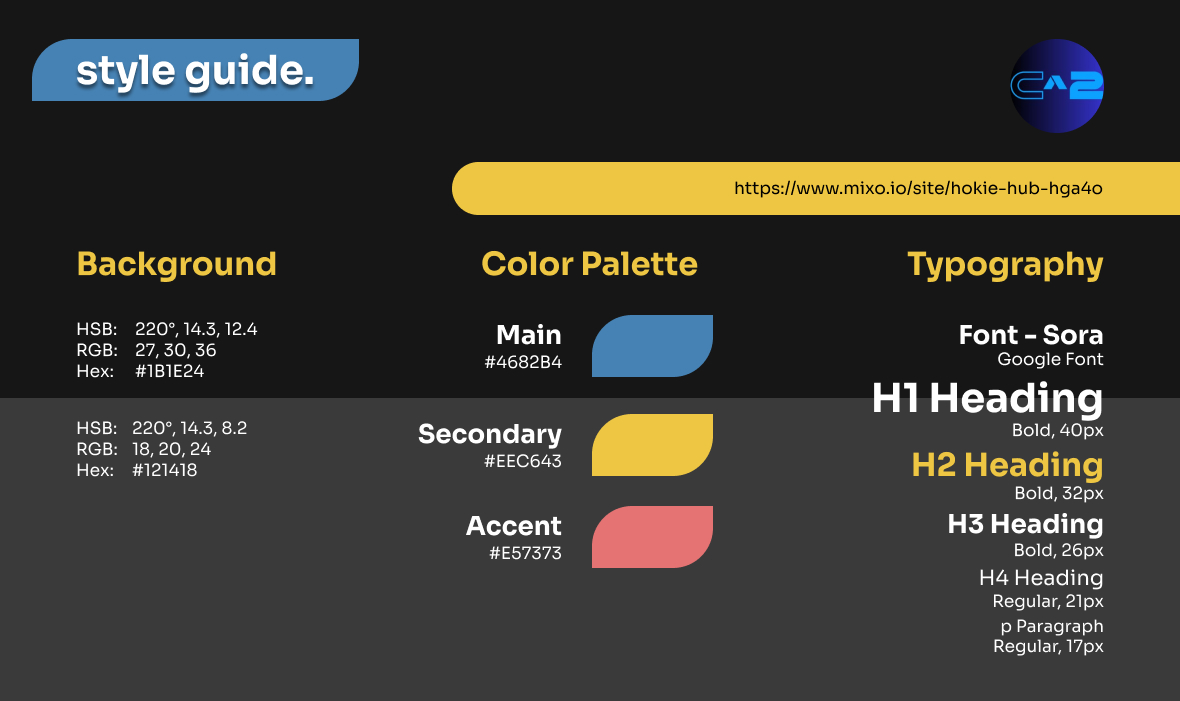 style guide.
C^2
https://www.mixo.io/site/hokie-hub-hga4o
Background
HSB: 220°, 14.3, 12.4
RGB: 27, 30, 36
Hex: #1B1E24
HSB: 220°, 14.3, 8.2
RGB: 18, 20, 24
Hex: #121418
Color Palette
Main
#4682B4
Secondary
#EEC643
Accent
#E57373
Typography
Font - Sora
Google Font
H1 Heading
Bold, 40px
H2 Heading
Bold, 32px
H3 Heading
Bold, 26px
H4 Heading
Regular, 21px
p Paragraph
Regular, 17px